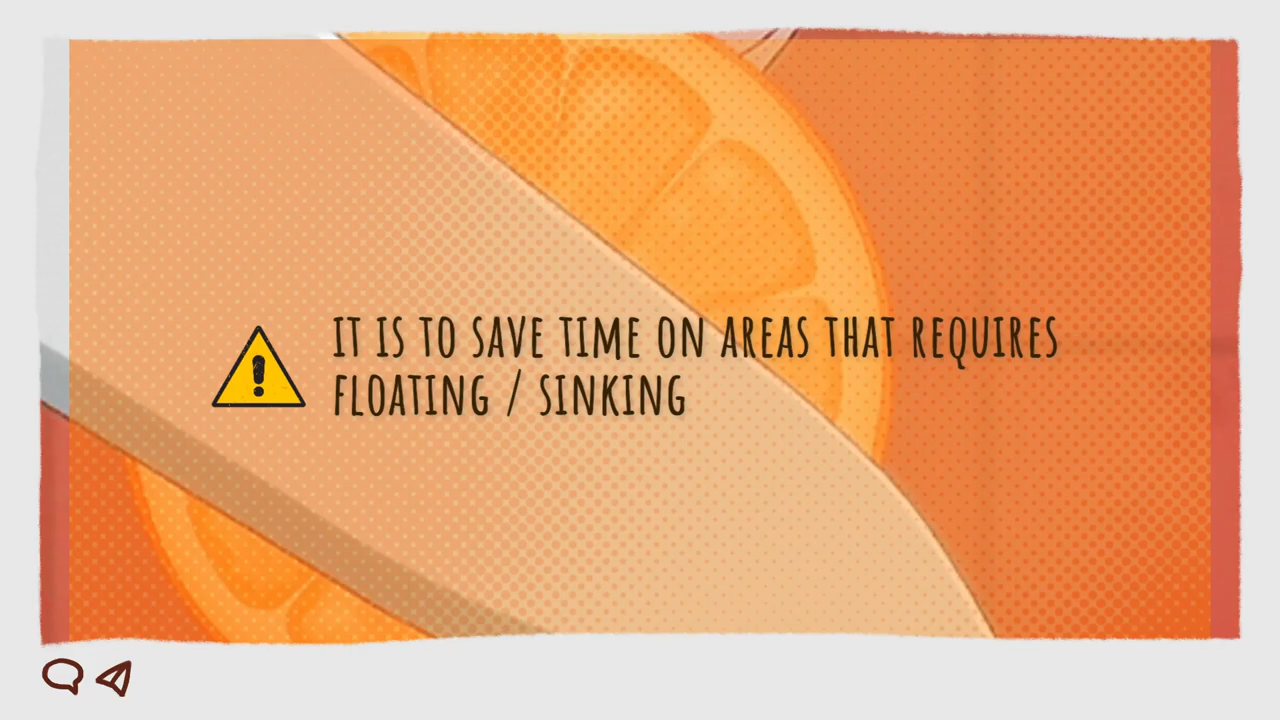 IT IS TO SAVE TIME ON AREAS THAT REQUIRES
FLOATING / SINKING